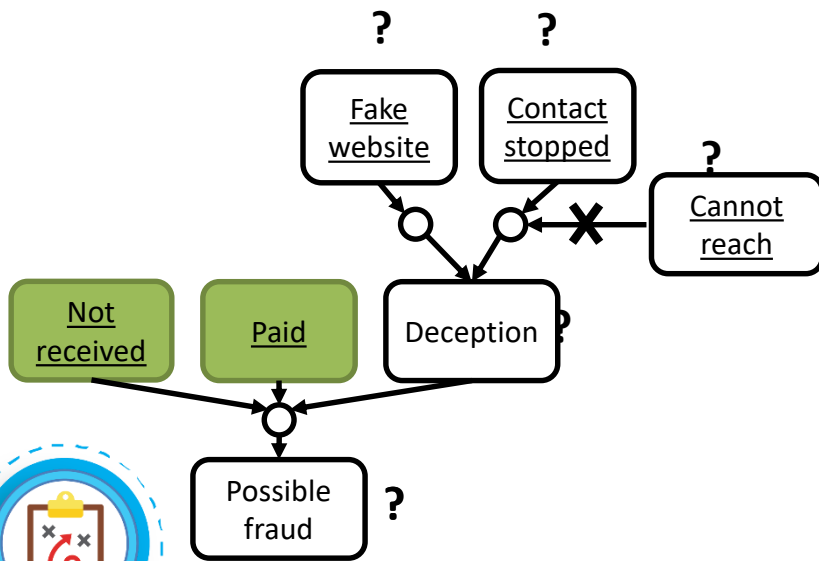 ?
?
Fake
website
Contact
stopped
?
Cannot
reach
Not
received
Paid
Deception
?
Possible
fraud
?